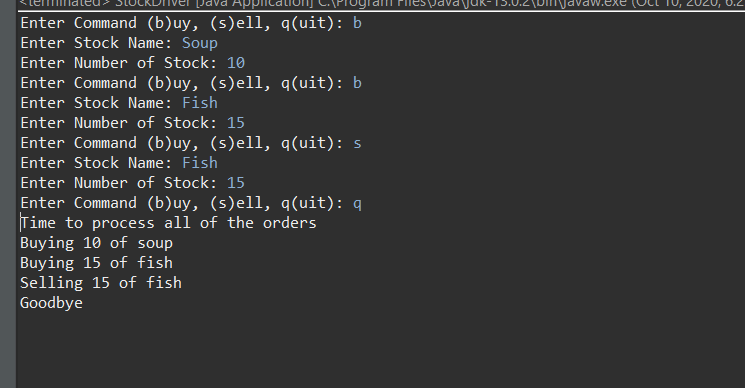 <terminated> StockDriver [Java Application] C:\Program Files\Java\jdk-13.0.2\bin\javaw.exe (Oct 10, 2020, 6:2
Enter Command (b)uy, (s)ell, q(uit): b
Enter Stock Name: Soup
Enter Number of Stock: 10
Enter Command (b)uy, (s)ell, q(uit): b
Enter Stock Name: Fish
Enter Number of Stock: 15
Enter Command (b)uy, (s)ell, q(uit): s
Enter Stock Name: Fish
Enter Number of Stock: 15
Enter Command (b)uy, (s)ell, q(uit): q
Time to process all of the orders
Buying 10 of soup
Buying 15 of fish
Selling 15 of fish
Goodbye